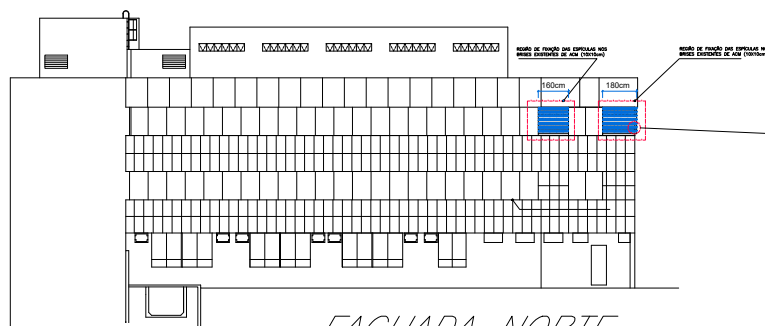 REGIÃO DE FIXAÇÃO DAS ESPÍCULAS NOS
BRISES EXISTENTES DE ACM (10X10cm)
REGIÃO DE FIXAÇÃO DAS ESPÍCULAS NO
BRISES EXISTENTES DE ACM (10X10cm
160cm
180cm
FACHADA NORTE